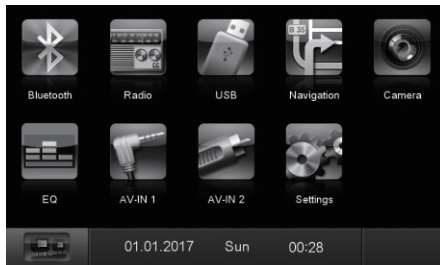 Bluetooth Radio USB Navigation Camera
B 35
EQ AV-IN 1 AV-IN 2 Settings
01.01.2017 Sun 00:28